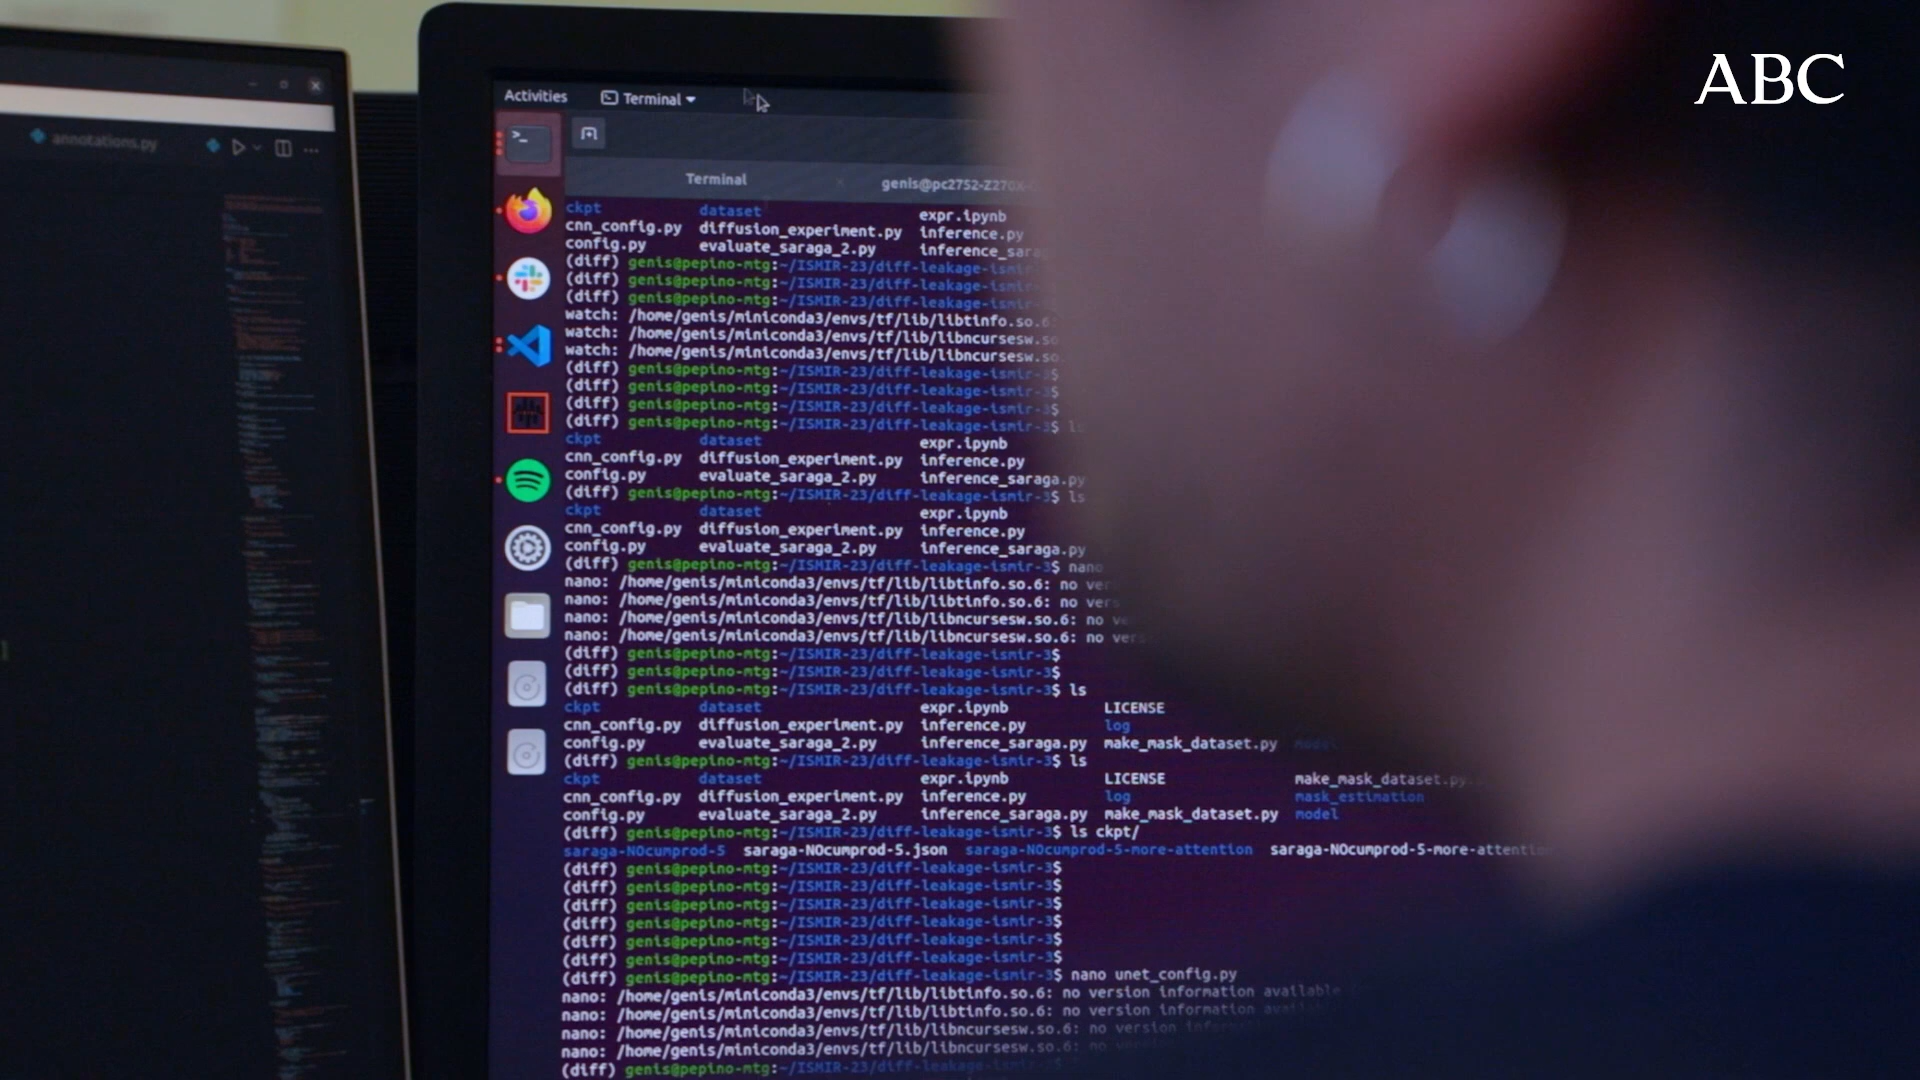 ABC
annotations.py
Activities Terminal
Terminal genis@pc2752-Z270X-
ckpt dataset expr.ipynb
cnn_config.py diffusion_experiment.py inference.py
config.py evaluate_saraga_2.py
(diff) genis@pepino-mtg:~/ISMIR-23/diff-leakage-ismir-
(diff) genis@pepino-mtg:~/ISMIR-23/diff-leakage-ismir-
(diff) genis@pepino-mtg:~/ISMIR-23/diff-leakage-ismir-
watch: /home/genis/miniconda3/envs/tf/lib/libtinfo.so.6:
watch: /home/genis/miniconda3/envs/tf/lib/libncursesw.so
watch: /home/genis/miniconda3/envs/tf/lib/libncursesw.so
(diff) genis@pepino-mtg:~/ISMIR-23/diff-leakage-ismir-3$
(diff) genis@pepino-mtg:~/ISMIR-23/diff-leakage-ismir-3$
(diff) genis@pepino-mtg:~/ISMIR-23/diff-leakage-ismir-3$
(diff) genis@pepino-mtg:~/ISMIR-23/diff-leakage-ismir-3$ ls
ckpt dataset expr.ipynb
cnn_config.py diffusion_experiment.py inference.py
config.py evaluate_saraga_2.py inference_saraga.py
(diff) genis@pepino-mtg:~/ISMIR-23/diff-leakage-ismir-3$ ls
ckpt dataset expr.ipynb
cnn_config.py diffusion_experiment.py inference.py
config.py evaluate_saraga_2.py inference_saraga.py
(diff) genis@pepino-mtg:~/ISMIR-23/diff-leakage-ismir-3$ nano
nano: /home/genis/miniconda3/envs/tf/lib/libtinfo.so.6: no ver
nano: /home/genis/miniconda3/envs/tf/lib/libtinfo.so.6: no vers
nano: /home/genis/miniconda3/envs/tf/lib/libncursesw.so.6: no v
nano: /home/genis/miniconda3/envs/tf/lib/libncursesw.so.6: no vers
(diff) genis@pepino-mtg:~/ISMIR-23/diff-leakage-ismir-3$
(diff) genis@pepino-mtg:~/ISMIR-23/diff-leakage-ismir-3$
(diff) genis@pepino-mtg:~/ISMIR-23/diff-leakage-ismir-3$ ls
ckpt dataset expr.ipynb LICENSE
cnn_config.py diffusion_experiment.py inference.py log
config.py evaluate_saraga_2.py inference_saraga.py make_mask_dataset.py model
(diff) genis@pepino-mtg:~/ISMIR-23/diff-leakage-ismir-3$ ls
ckpt dataset expr.ipynb LICENSE make_mask_dataset.py
cnn_config.py diffusion_experiment.py inference.py log mask_estimation
config.py evaluate_saraga_2.py inference_saraga.py make_mask_dataset.py model
(diff) genis@pepino-mtg:~/ISMIR-23/diff-leakage-ismir-3$ ls ckpt/
saraga-NOcumprod-5 saraga-NOcumprod-5.json saraga-NOcumprod-5-more-attention saraga-NOcumprod-5-more-attention
(diff) genis@pepino-mtg:~/ISMIR-23/diff-leakage-ismir-3$
(diff) genis@pepino-mtg:~/ISMIR-23/diff-leakage-ismir-3$
(diff) genis@pepino-mtg:~/ISMIR-23/diff-leakage-ismir-3$
(diff) genis@pepino-mtg:~/ISMIR-23/diff-leakage-ismir-3$
(diff) genis@pepino-mtg:~/ISMIR-23/diff-leakage-ismir-3$
(diff) genis@pepino-mtg:~/ISMIR-23/diff-leakage-ismir-3$
(diff) genis@pepino-mtg:~/ISMIR-23/diff-leakage-ismir-3$ nano unet_config.py
nano: /home/genis/miniconda3/envs/tf/lib/libtinfo.so.6: no version information available
nano: /home/genis/miniconda3/envs/tf/lib/libtinfo.so.6: no version information
nano: /home/genis/miniconda3/envs/tf/lib/libncursesw.so.6: no version
nano: /home/genis/miniconda3/envs/tf/lib/libncursesw.so.6: no
(diff) genis@pepino-mtg:~/ISMIR-23/diff-leakage-ismir-3$